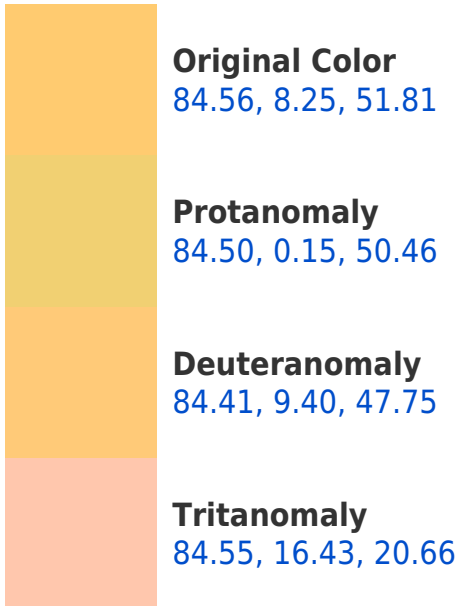 Original Color
84.56, 8.25, 51.81
Protanomaly
84.50, 0.15, 50.46
Deuteranomaly
84.41, 9.40, 47.75
Tritanomaly
84.55, 16.43, 20.66